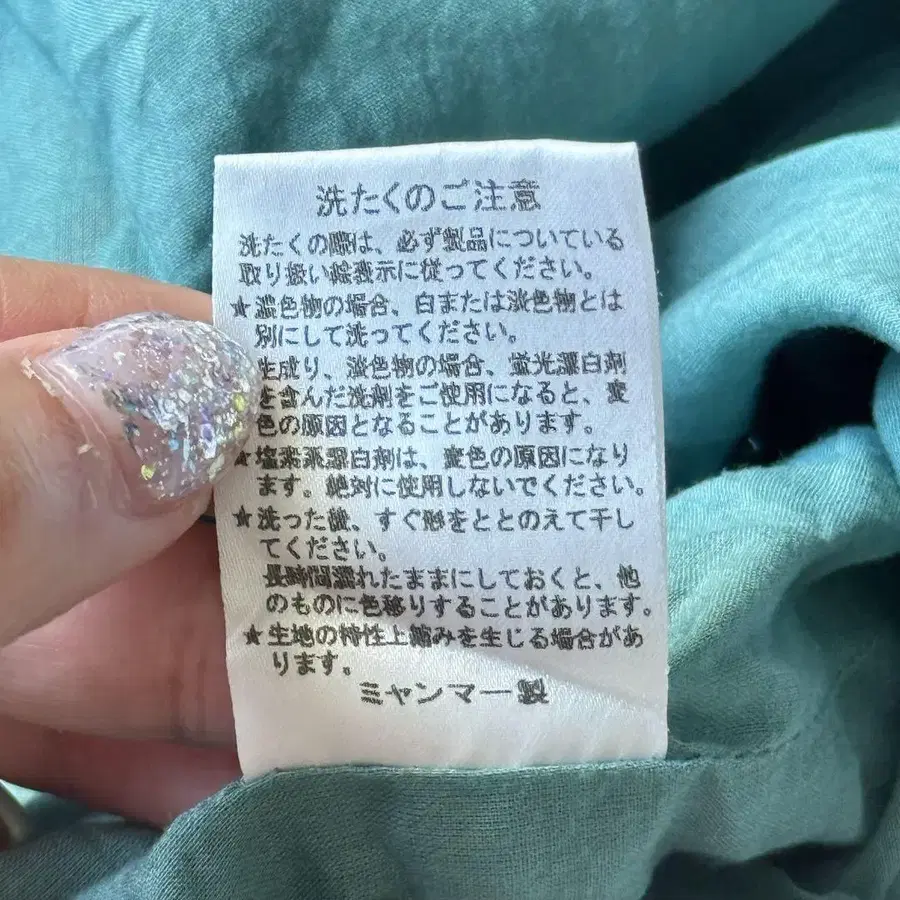 洗たくのご注意
洗たくの際は、必ず製品についている
取り扱い絵表示に従ってください。
★濃色物の場合、白または淡色物とは
別にして洗ってください。
生成り、淡色物の場合、蛍光漂白剤
を含んだ洗剤をご使用になると、変
色の原因となることがあります。
★塩素系漂白剤は、変色の原因になり
ます。絶対に使用しないでください。
★洗った後、すぐ形をととのえて干し
てください。
長時間濡れたままにしておくと、他
のものに色移りすることがあります。
★生地の特性上縮みを生じる場合があ
ります。
ミャンマー製